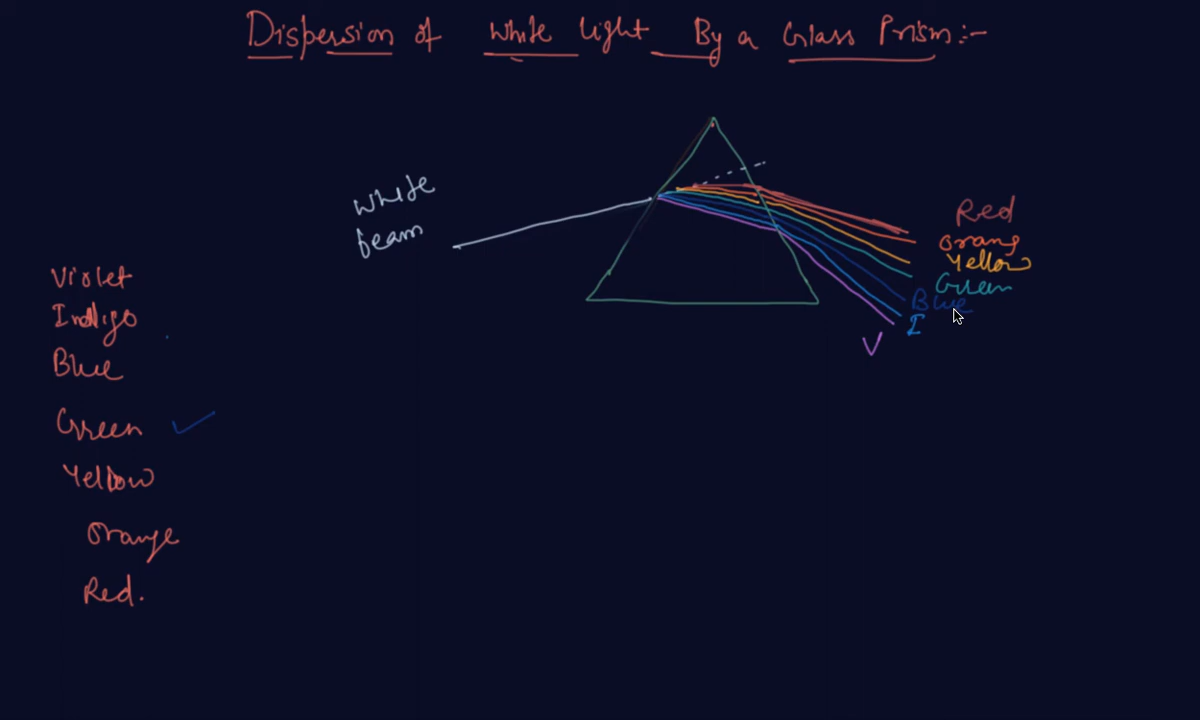 Dispersion of white light By a Glass Prism:-
white
beam
Red
Orang
Yellow
Green
Blue
I
V
Violet
Indigo
Blue
Green
Yellow
Orange
Red.